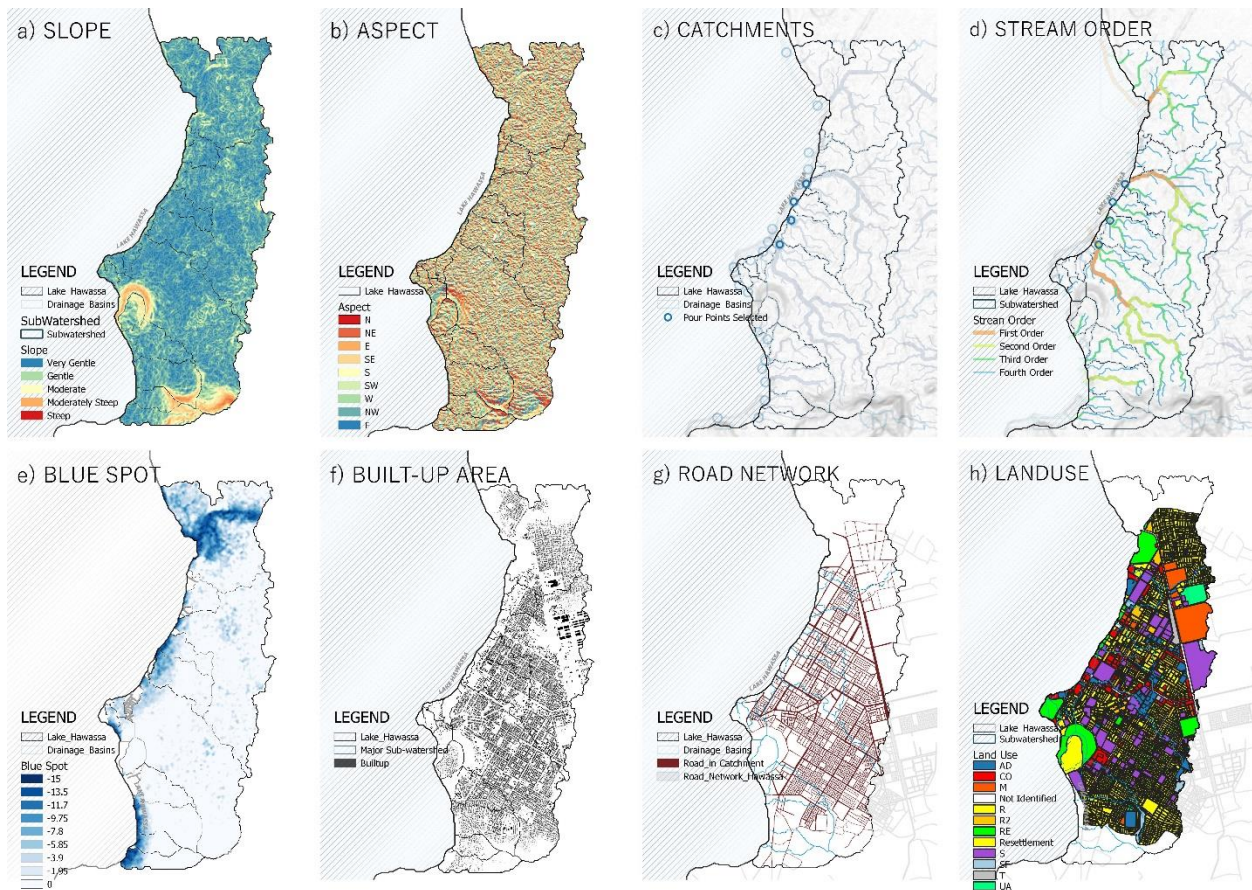 a) SLOPE
LAKE HAWASSA
LEGEND
Lake Hawassa
Drainage Basins
SubWatershed
Subwatershed
Slope
Very Gentle
Gentle
Moderate
Moderately Steep
Steep
b) ASPECT
LAKE HAWASSA
LEGEND
Lake Hawassa
Aspect
N
NE
E
SE
S
SW
W
NW
F
c) CATCHMENTS
LAKE HAWASSA
LEGEND
Lake Hawassa
Drainage Basins
Pour Points Selected
d) STREAM ORDER
LAKE HAWASSA
LEGEND
Lake Hawassa
Subwatershed
Strean Order
First Order
Second Order
Third Order
Fourth Order
e) BLUE SPOT
LEGEND
Lake_Hawassa
Drainage Basins
Blue Spot
-15
-13.5
-11.7
-9.75
-7.8
-5.85
-3.9
-1.95
0
f) BUILT-UP AREA
LAKE HAWASSA
LEGEND
Lake_Hawassa
Major Sub-watershed
Builtup
g) ROAD NETWORK
LAKE HAWASSA
LEGEND
Lake_Hawassa
Drainage Basins
Road_in Catchment
Road_Network_Hawassa
h) LANDUSE
LEGEND
Lake Hawassa
Subwatershed
Land Use
AD
CO
M
Not Identified
R
R2
RE
Resettlement
S
SF
T
UA